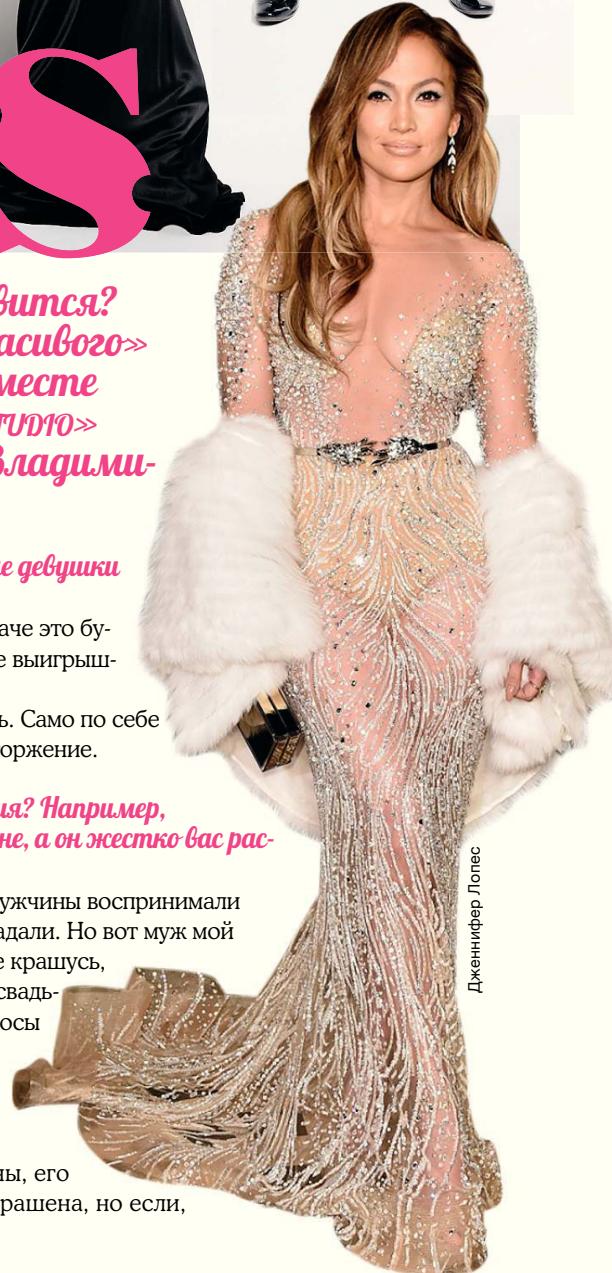 S
вится?
асивого»
месте
TUDIO»
Владими-
е девушки
аче это бу-
е выигрыш-
ь. Само по себе
оржение.
ия? Например,
не, а он жестко вас рас-
ужчины воспринимали
адали. Но вот муж мой
е крашусь,
свадь-
осы
ны, его
рашена, но если,
Дженнифер Лопес